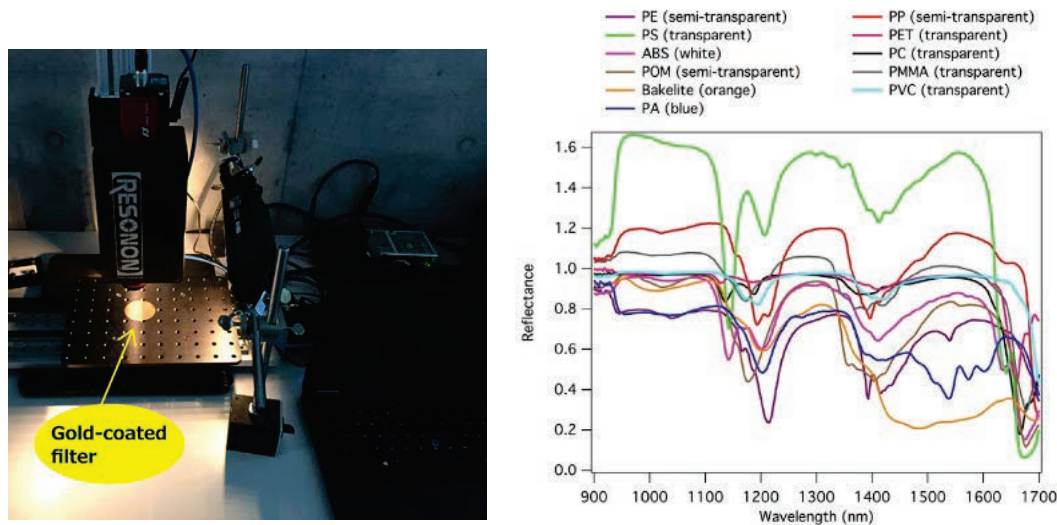 RESONON
Gold-coated
filter
PE (semi-transparent)
PS (transparent)
ABS (white)
POM (semi-transparent)
Bakelite (orange)
PA (blue)
PP (semi-transparent)
PET (transparent)
PC (transparent)
PMMA (transparent)
PVC (transparent)
Reflectance
1.6
1.4
1.2
1.0
0.8
0.6
0.4
0.2
0.0
900 1000 1100 1200 1300 1400 1500 1600 1700
Wavelength (nm)